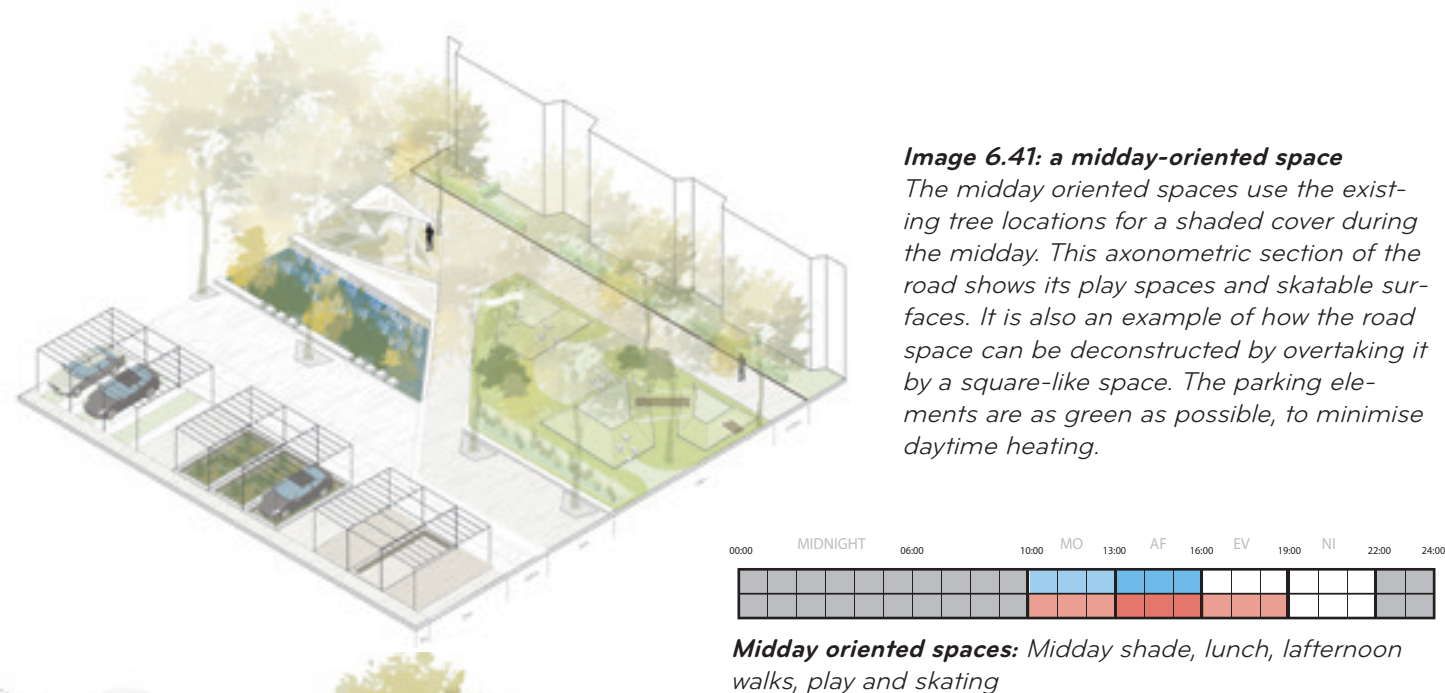 Image 6.41: a midday-oriented space
The midday oriented spaces use the exist-
ing tree locations for a shaded cover during
the midday. This axonometric section of the
road shows its play spaces and skatable sur-
faces. It is also an example of how the road
space can be deconstructed by overtaking it
by a square-like space. The parking ele-
ments are as green as possible, to minimise
daytime heating.
00:00 MIDNIGHT 06:00 10:00 MO 13:00 AF 16:00 EV 19:00 NI 22:00 24:00
Midday oriented spaces: Midday shade, lunch, lafternoon
walks, play and skating